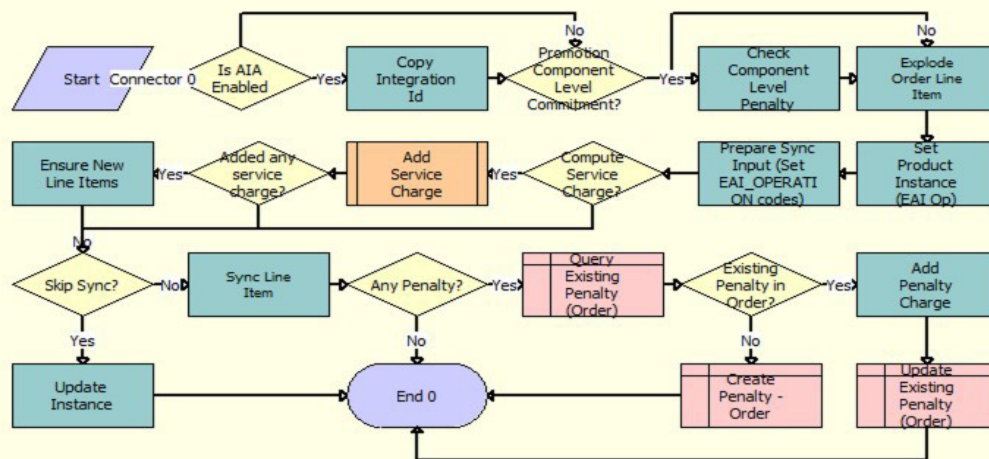 Start
Connector 0
Is AIA
Enabled
Yes
Copy
Integration
Id
No
Promotion
Component
Level
Commitment?
Yes
Check
Component
Level
Penalty
No
Explode
Order Line
Item
Ensure New
Line Items
Yes
Added any
service
charge?
Add
Service
Charge
Yes
Compute
Service
Charge?
Prepare Sync
Input (Set
EAI_OPERATI
ON codes)
Set
Product
Instance
(EAI Op)
No
Skip Sync?
No
Sync Line
Item
Any Penalty?
Yes
Query
Existing
Penalty
(Order)
Existing
Penalty in
Order?
Yes
Add
Penalty
Charge
Yes
No
No
Update
Instance
End 0
Create
Penalty -
Order
Update
Existing
Penalty
(Order)